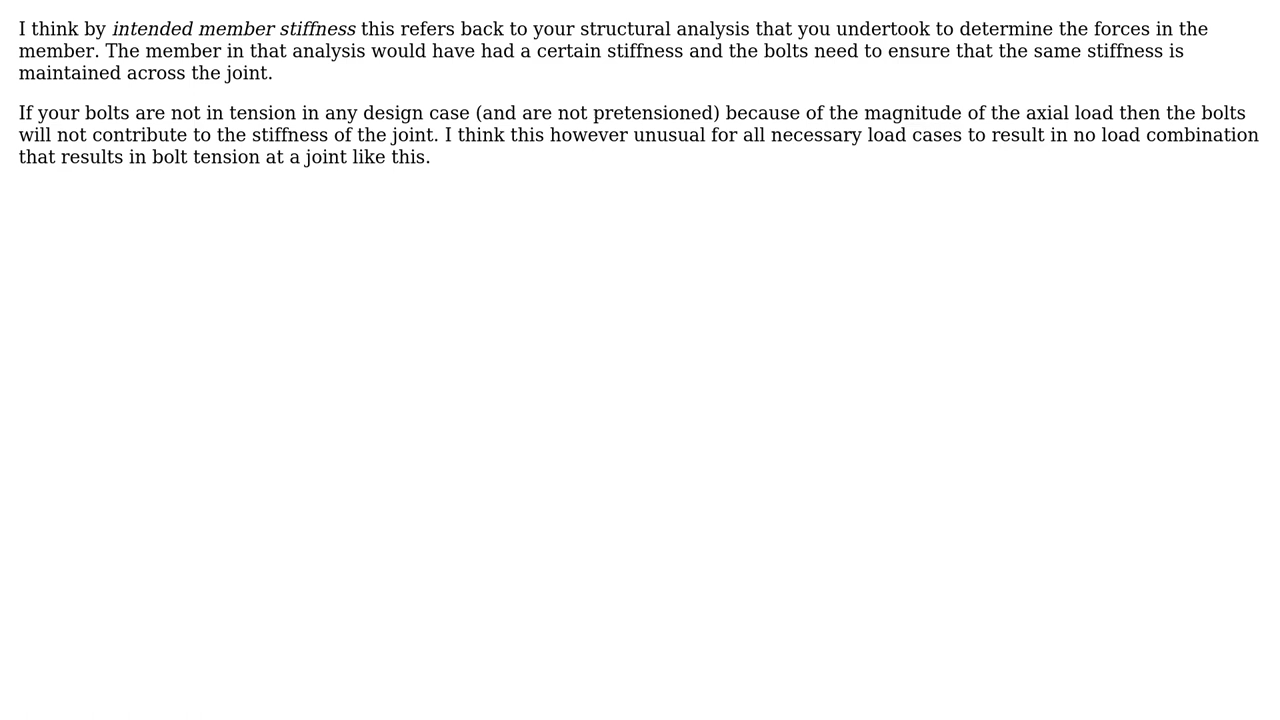 I think by intended member stiffness this refers back to your structural analysis that you undertook to determine the forces in the
member. The member in that analysis would have had a certain stiffness and the bolts need to ensure that the same stiffness is
maintained across the joint.
If your bolts are not in tension in any design case (and are not pretensioned) because of the magnitude of the axial load then the bolts
will not contribute to the stiffness of the joint. I think this however unusual for all necessary load cases to result in no load combination
that results in bolt tension at a joint like this.